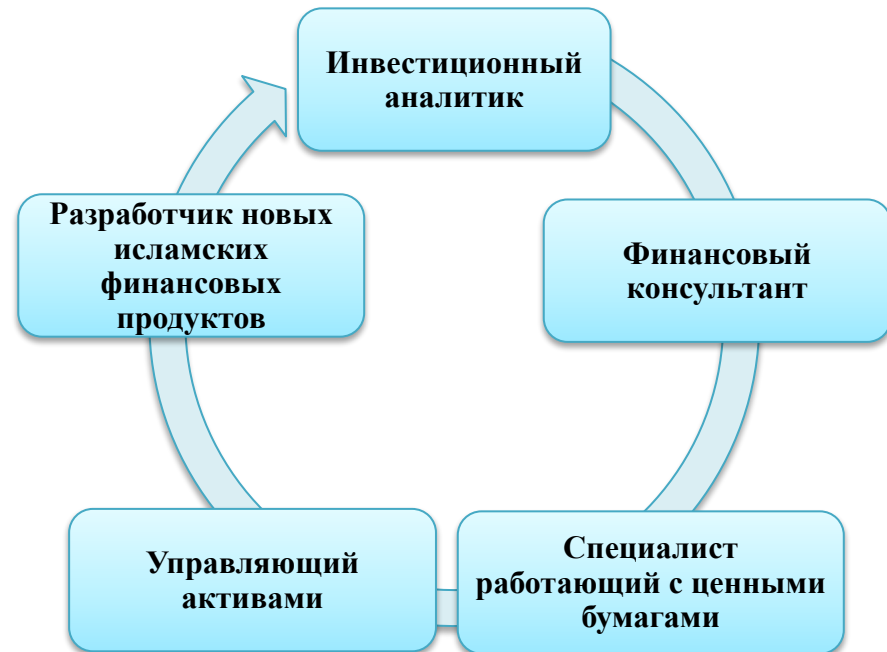 Инвестиционный
аналитик
Финансовый
консультант
Специалист
работающий с ценными
бумагами
Управляющий
активами
Разработчик новых
исламских
финансовых
продуктов